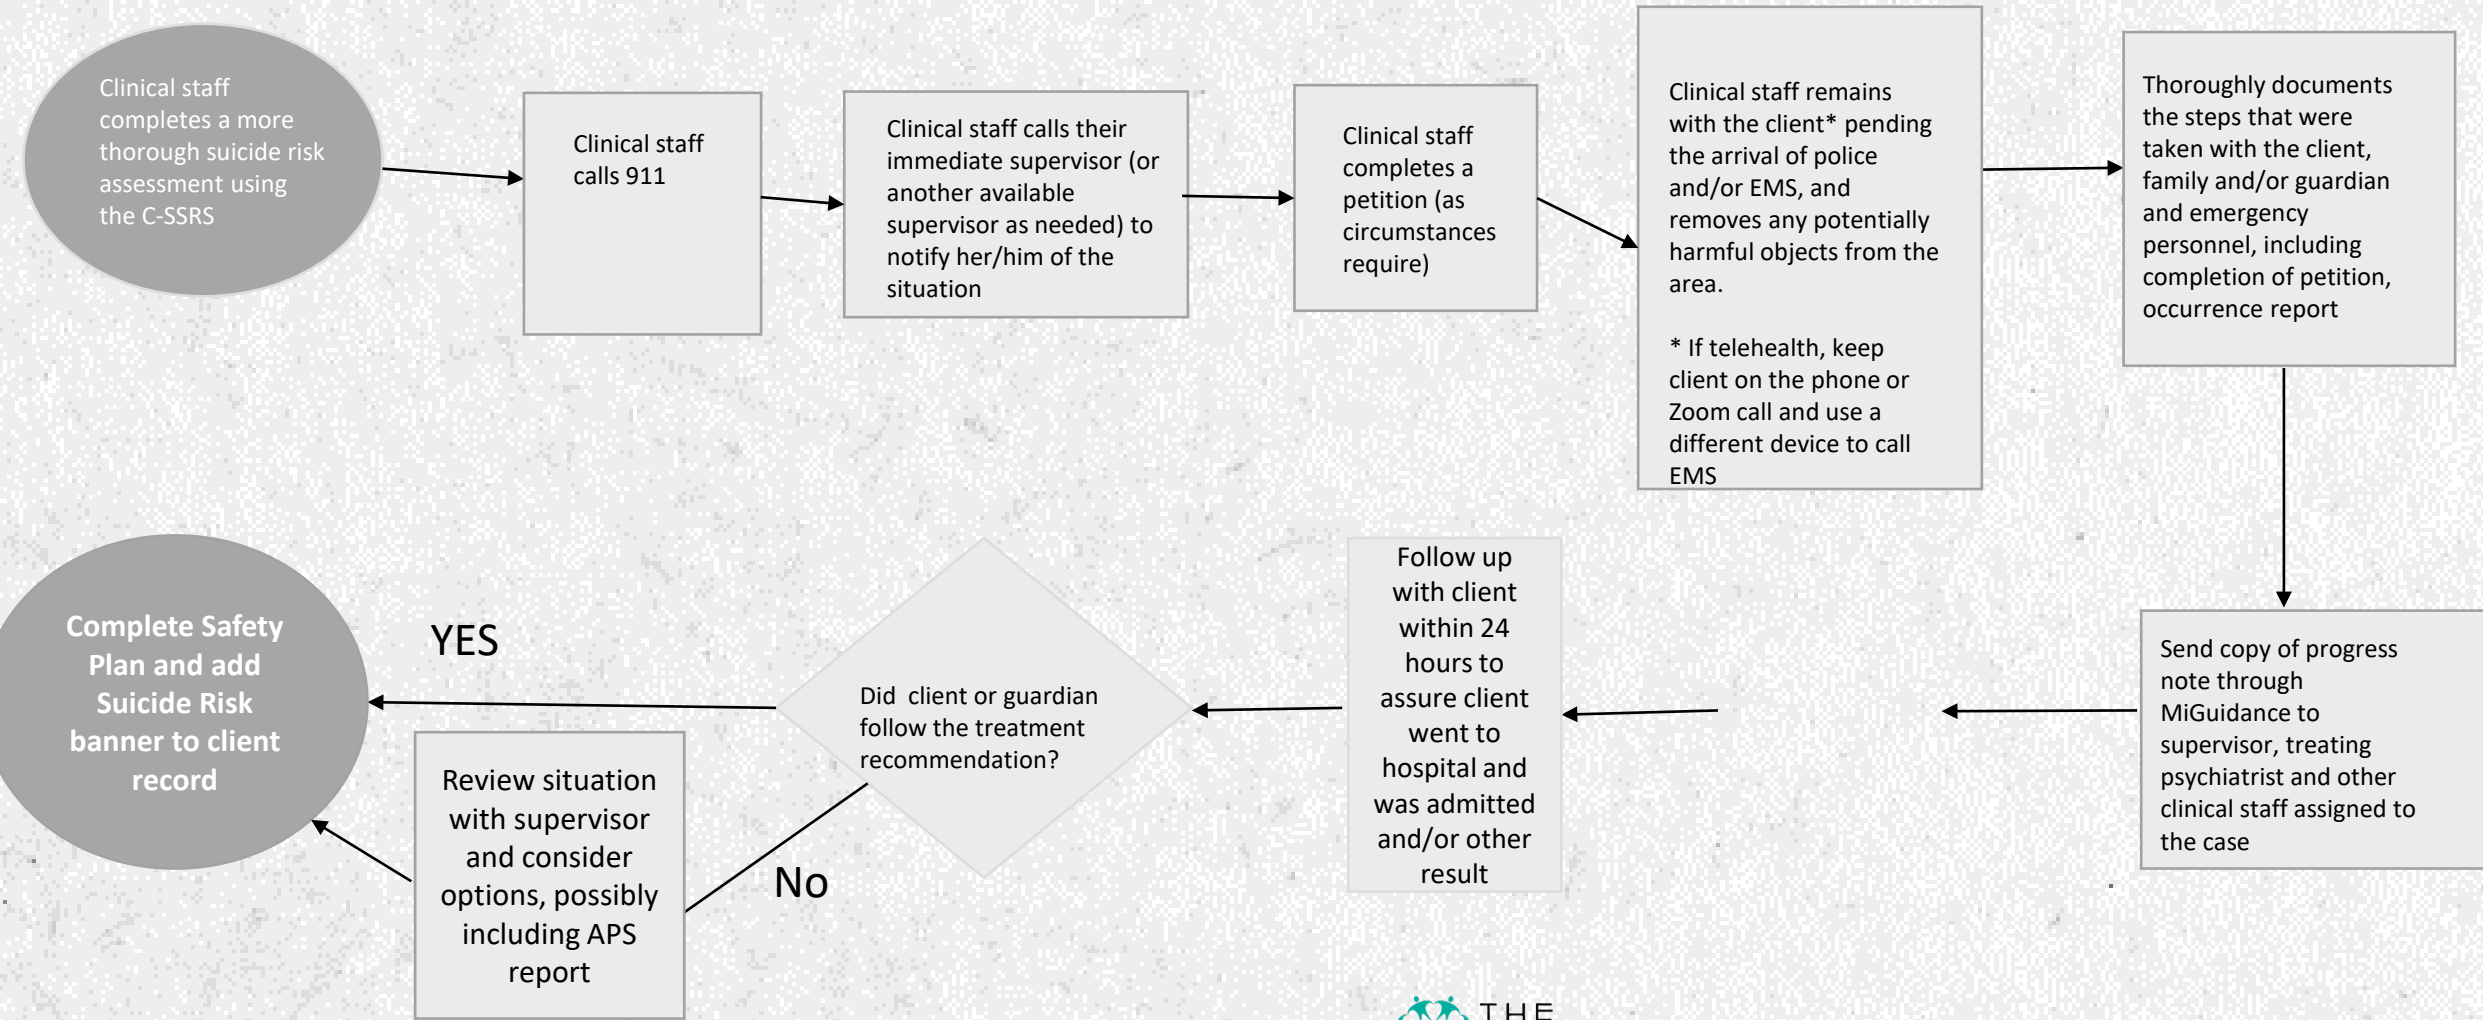 Clinical staff
completes a more
thorough suicide risk
assessment using
the C-SSRS
Clinical staff
calls 911
Clinical staff calls their
immediate supervisor (or
another available
supervisor as needed) to
notify her/him of the
situation
Clinical staff
completes a
petition (as
circumstances
require)
Clinical staff remains
with the client* pending
the arrival of police
and/or EMS, and
removes any potentially
harmful objects from the
area.
* If telehealth, keep
client on the phone or
Zoom call and use a
different device to call
EMS
Thoroughly documents
the steps that were
taken with the client,
family and/or guardian
and emergency
personnel, including
completion of petition,
occurrence report
Send copy of progress
note through
MiGuidance to
supervisor, treating
psychiatrist and other
clinical staff assigned to
the case
Follow up
with client
within 24
hours to
assure client
went to
hospital and
was admitted
and/or other
result
Did client or guardian
follow the treatment
recommendation?
YES
No
Review situation
with supervisor
and consider
options, possibly
including APS
report
Complete Safety
Plan and add
Suicide Risk
banner to client
record
THE